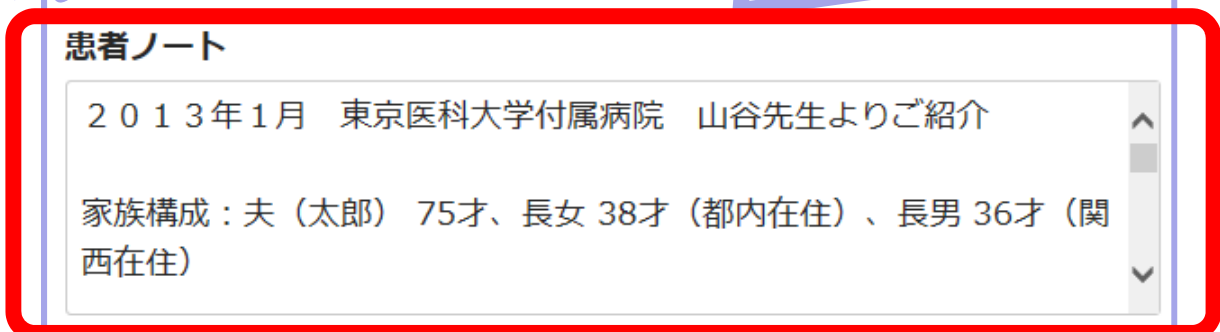 患者ノート
２０１３年１月　東京医科大学付属病院　山谷先生よりご紹介
家族構成：夫（太郎） 75才、長女 38才（都内在住）、長男 36才（関
西在住）